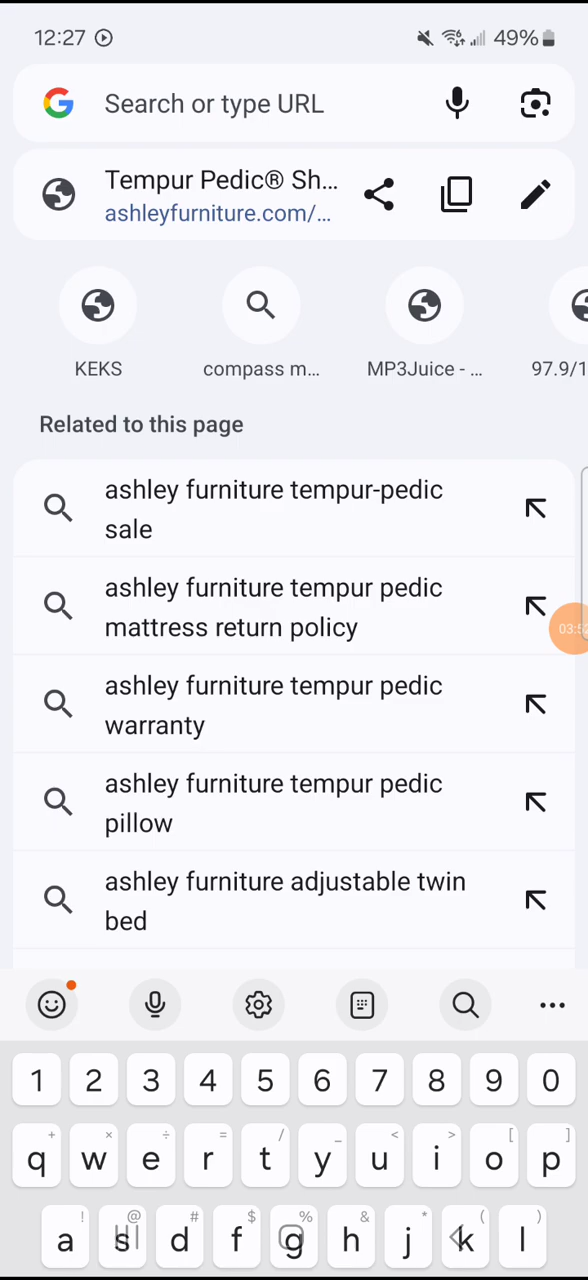 12:27 49%
Search or type URL
Tempur Pedic® Sh...
ashleyfurniture.com/...
KEKS compass m... MP3Juice - ... 97.9/1
Related to this page
ashley furniture tempur-pedic
sale
ashley furniture tempur pedic
mattress return policy
03:52
ashley furniture tempur pedic
warranty
ashley furniture tempur pedic
pillow
ashley furniture adjustable twin
bed
1 2 3 4 5 6 7 8 9 0
+ × ÷ = / _ < > [ ]
q w e r t y u i o p
! @ # $ % & * ( )
a s d f g h j k l